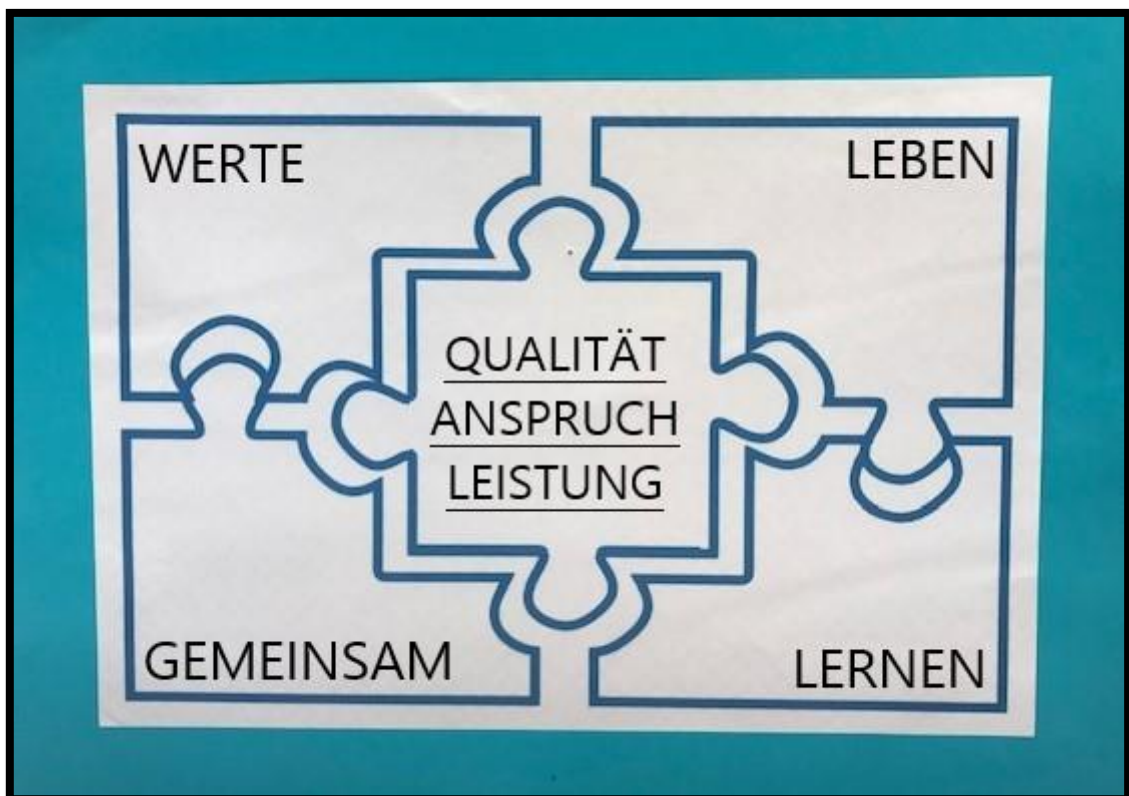 WERTE
LEBEN
QUALITÄT
ANSPRUCH
LEISTUNG
GEMEINSAM
LERNEN